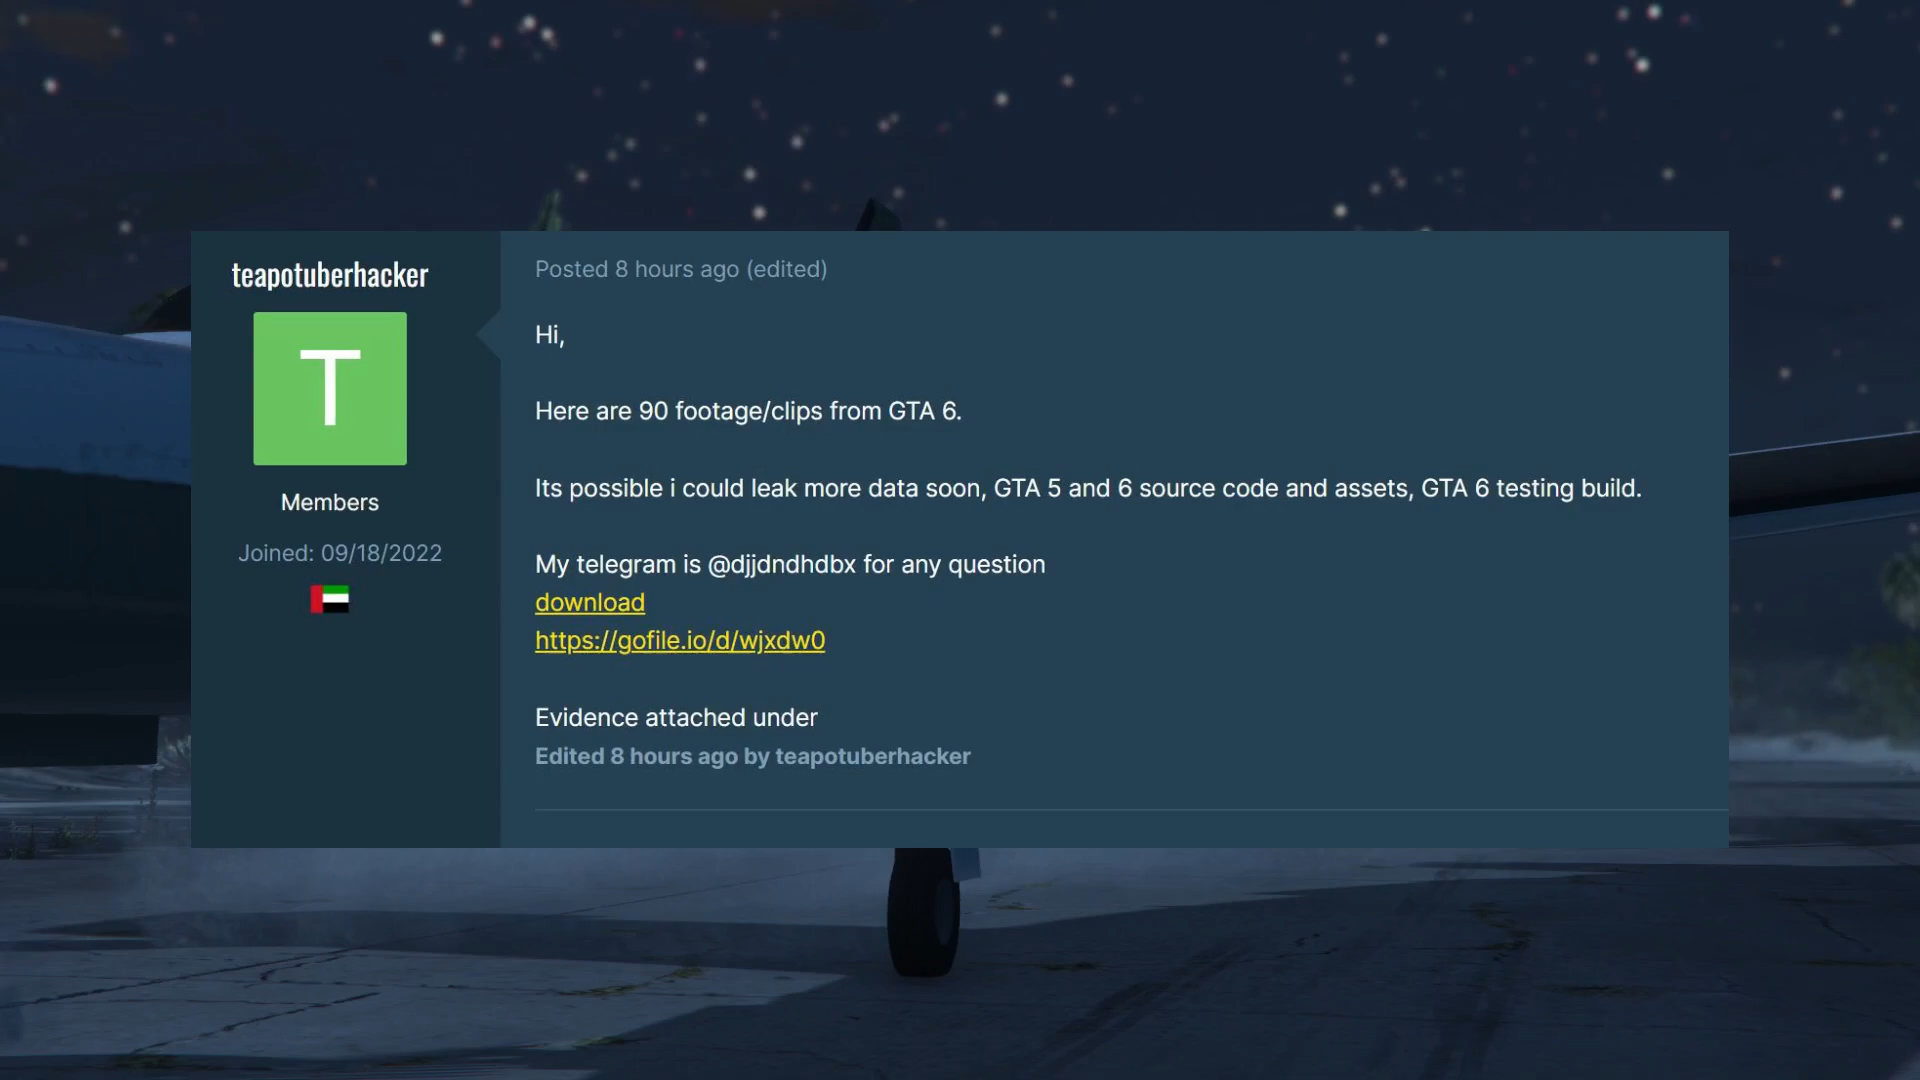 teapotuberhacker
T
Members
Joined: 09/18/2022
Posted 8 hours ago (edited)
Hi,
Here are 90 footage/clips from GTA 6.
Its possible i could leak more data soon, GTA 5 and 6 source code and assets, GTA 6 testing build.
My telegram is @djjdndhdbx for any question
download
https://gofile.io/d/wjxdw0
Evidence attached under
Edited 8 hours ago by teapotuberhacker